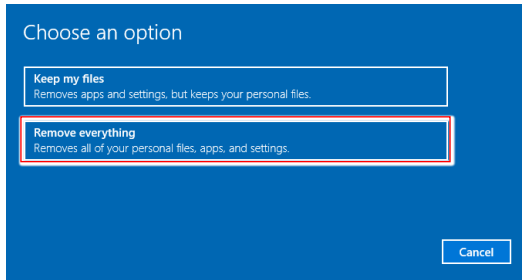 Choose an option
Keep my files
Removes apps and settings, but keeps your personal files.
Remove everything
Removes all of your personal files, apps, and settings.
Cancel